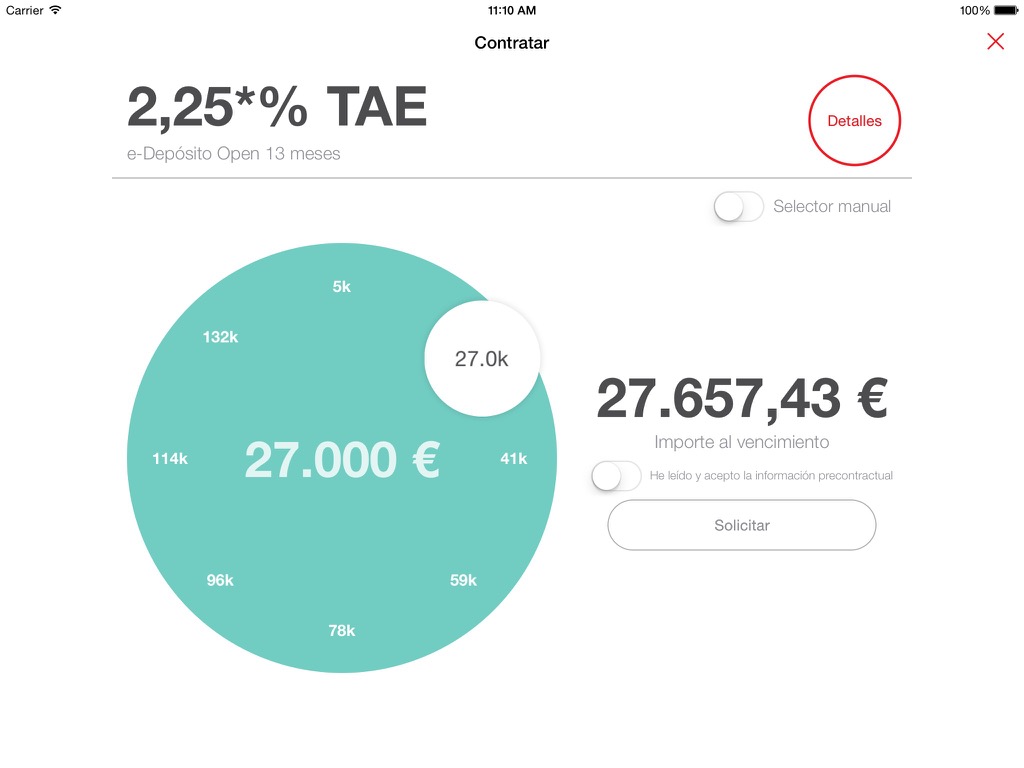 Carrier 11:10 AM 100%
Contratar
2,25*% TAE
Detalles
e-Depósito Open 13 meses
Selector manual
5k
132k
27.0k
114k
27.000 €
41k
96k
59k
78k
27.657,43 €
Importe al vencimiento
He leído y acepto la información precontractual
Solicitar